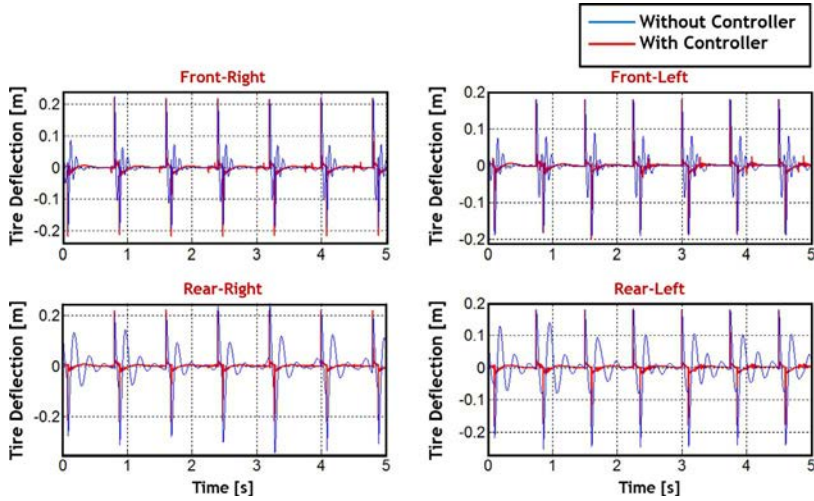 Without Controller
With Controller
Front-Right
Front-Left
Tire Deflection [m]
0.2
0.1
0
-0.1
-0.2
0 1 2 3 4 5
Tire Deflection [m]
0.2
0.1
0
-0.1
-0.2
0 1 2 3 4 5
Rear-Right
Rear-Left
Tire Deflection [m]
0.2
0
-0.2
0 1 2 3 4 5
Time [s]
Tire Deflection [m]
0.2
0.1
0
-0.1
-0.2
0 1 2 3 4 5
Time [s]